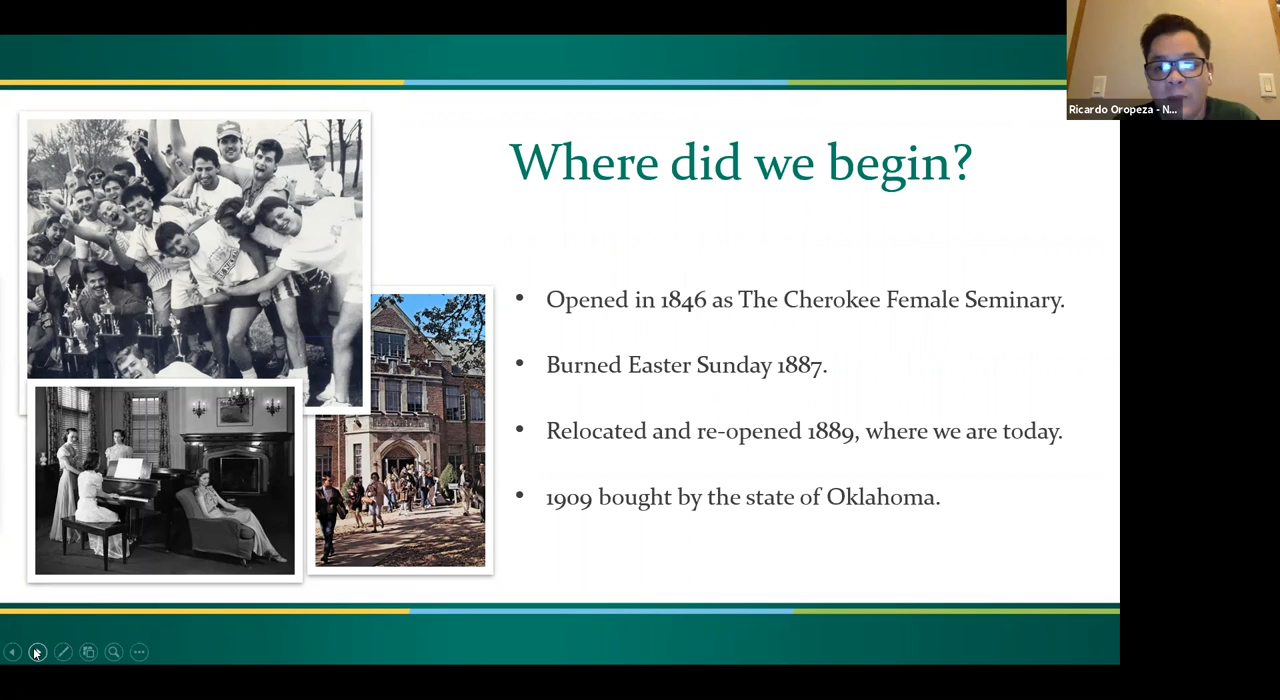 Ricardo Oropeza - N...
Where did we begin?
• Opened in 1846 as The Cherokee Female Seminary.
• Burned Easter Sunday 1887.
• Relocated and re-opened 1889, where we are today.
• 1909 bought by the state of Oklahoma.